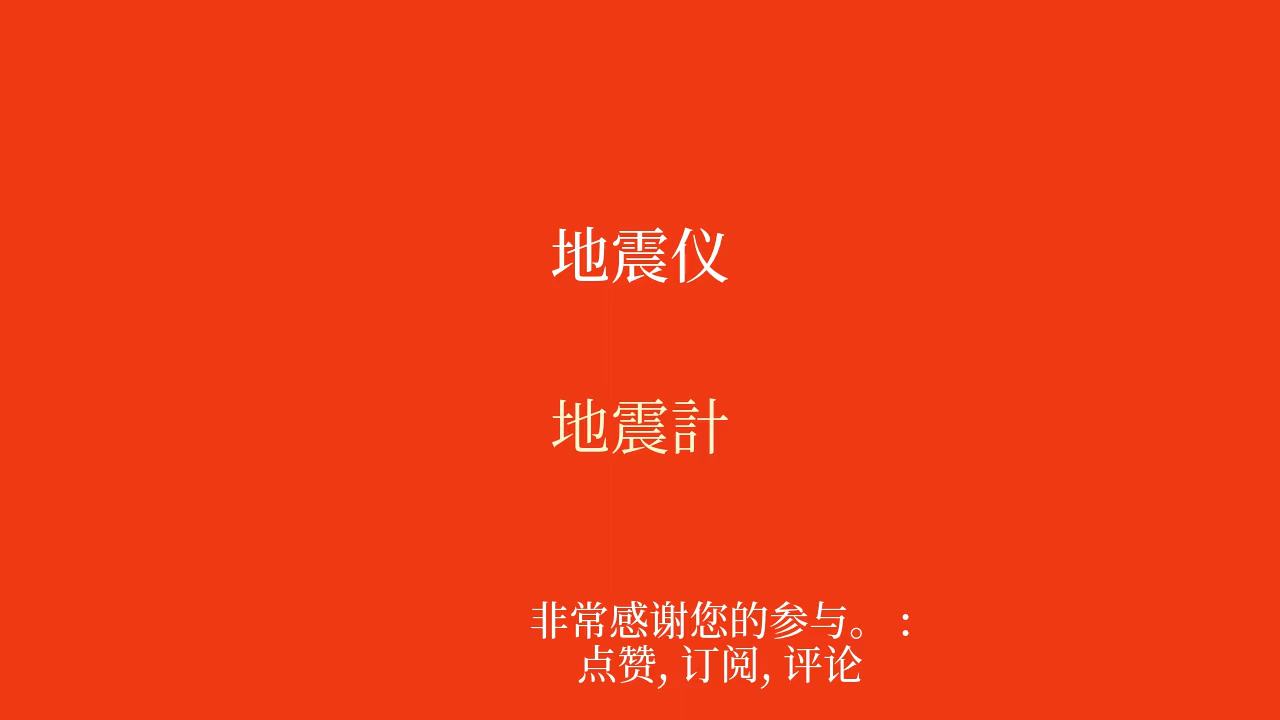 地震仪
地震計
非常感谢您的参与。 :
点赞, 订阅, 评论